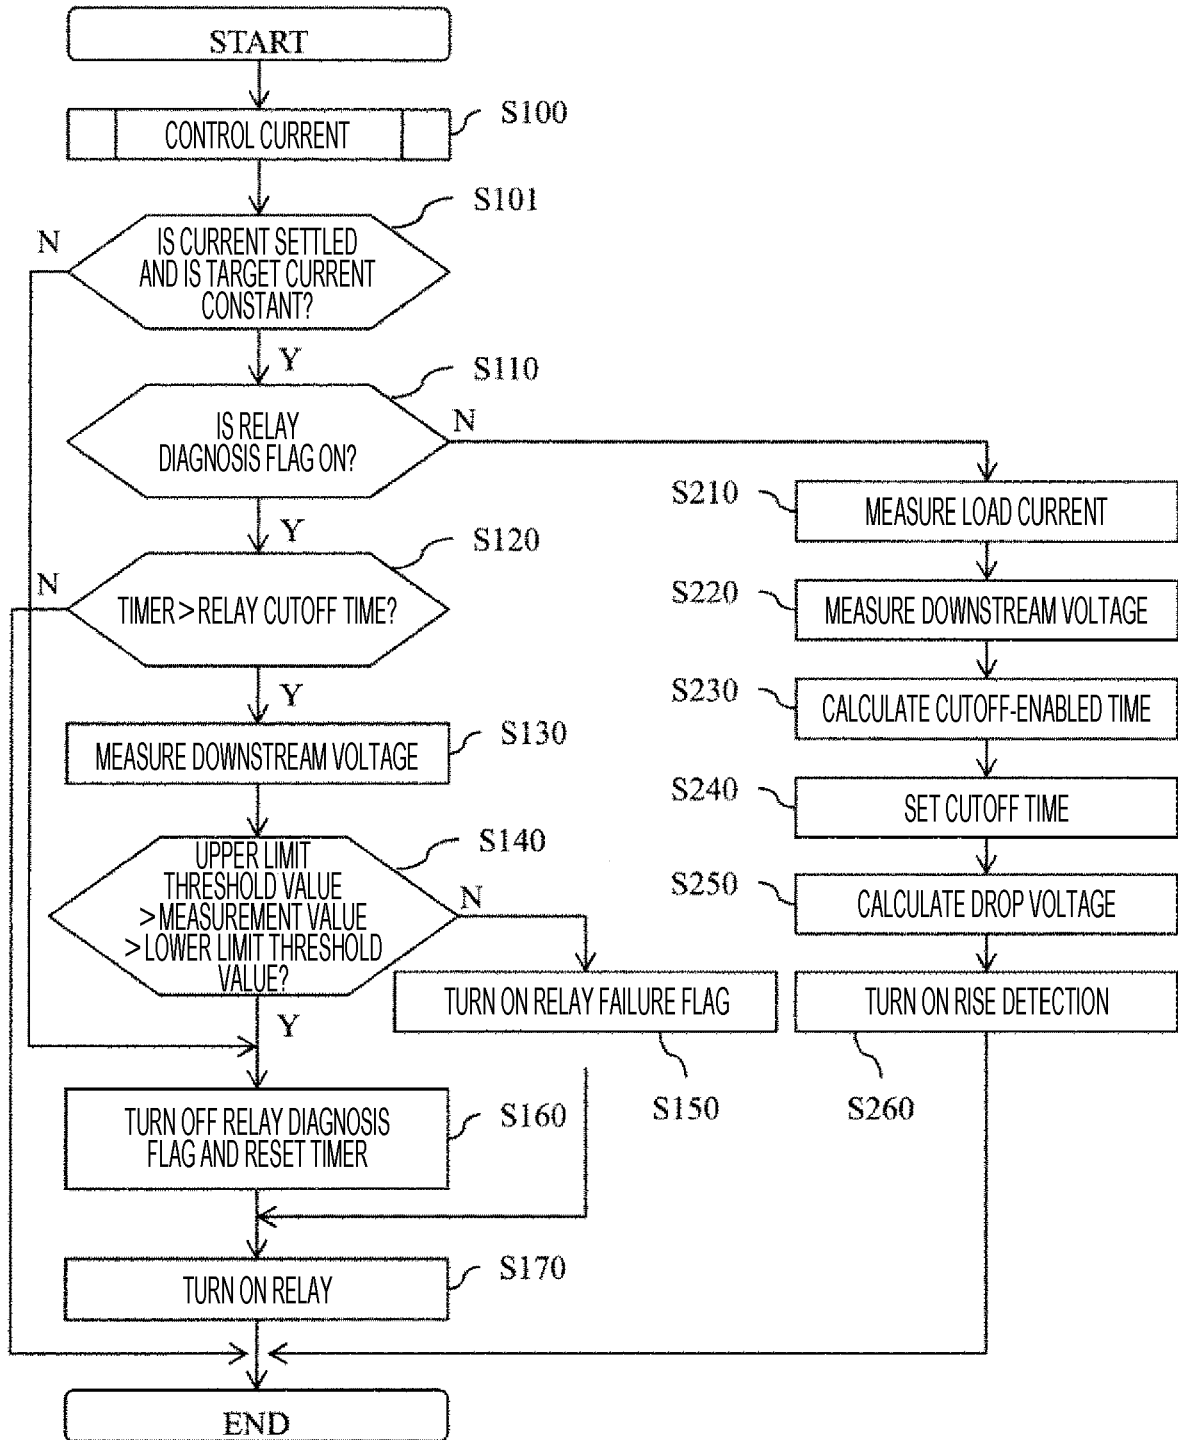 START
S100
CONTROL CURRENT
S101
N
IS CURRENT SETTLED
AND IS TARGET CURRENT
CONSTANT?
Y
S110
N
IS RELAY
DIAGNOSIS FLAG ON?
Y
S120
N
TIMER > RELAY CUTOFF TIME?
Y
S130
MEASURE DOWNSTREAM VOLTAGE
S140
UPPER LIMIT
THRESHOLD VALUE
> MEASUREMENT VALUE
> LOWER LIMIT THRESHOLD
VALUE?
N
Y
TURN ON RELAY FAILURE FLAG
S150
S160
TURN OFF RELAY DIAGNOSIS
FLAG AND RESET TIMER
S170
TURN ON RELAY
END
S210
MEASURE LOAD CURRENT
S220
MEASURE DOWNSTREAM VOLTAGE
S230
CALCULATE CUTOFF-ENABLED TIME
S240
SET CUTOFF TIME
S250
CALCULATE DROP VOLTAGE
TURN ON RISE DETECTION
S260